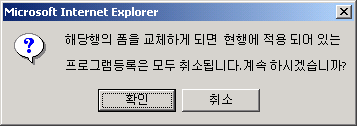 Microsoft Internet Explorer
해당행의 폼을 교체하게 되면 현행에 적용 되어 있는
프로그램등록은 모두 취소됩니다.계속 하시겠습니까?
확인
취소